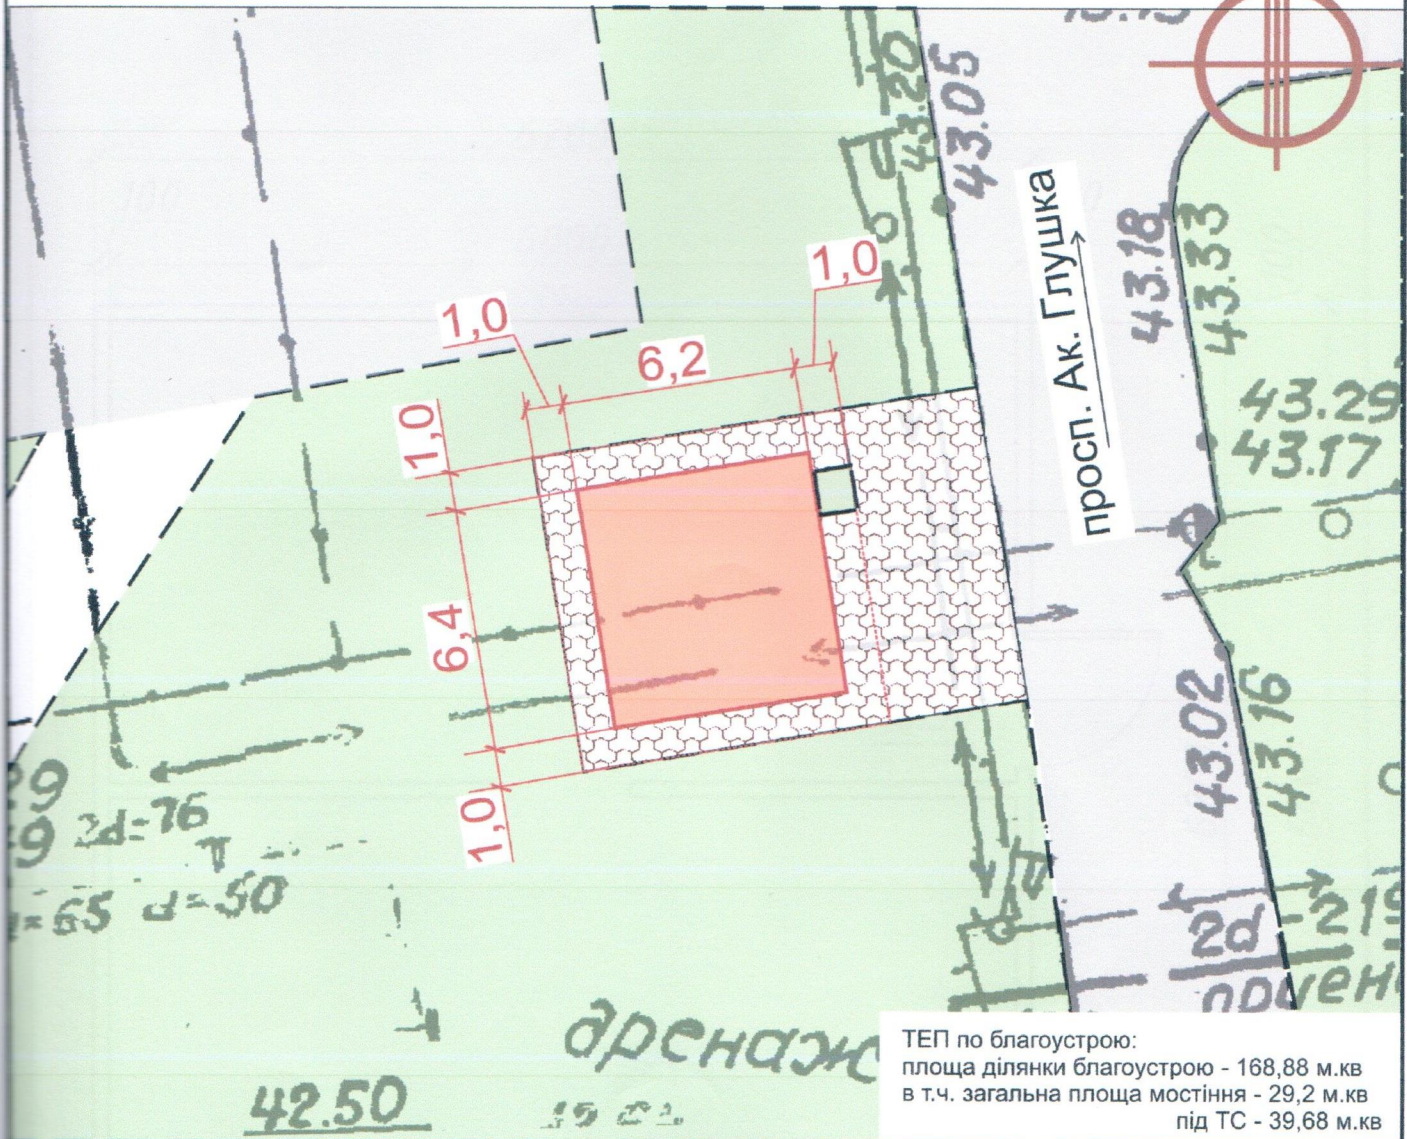 43.20
43.05
просп. Ак. Глушка
43.18
43.33
1,0
1,0
6,2
1,0
43.29
43.17
6,4
1,0
43.02
43.16
2d=76
d=50
2d
дренаж
42.50
ТЕП по благоустрою:
площа ділянки благоустрою - 168,88 м.кв
в т.ч. загальна площа мостіння - 29,2 м.кв
під ТС - 39,68 м.кв